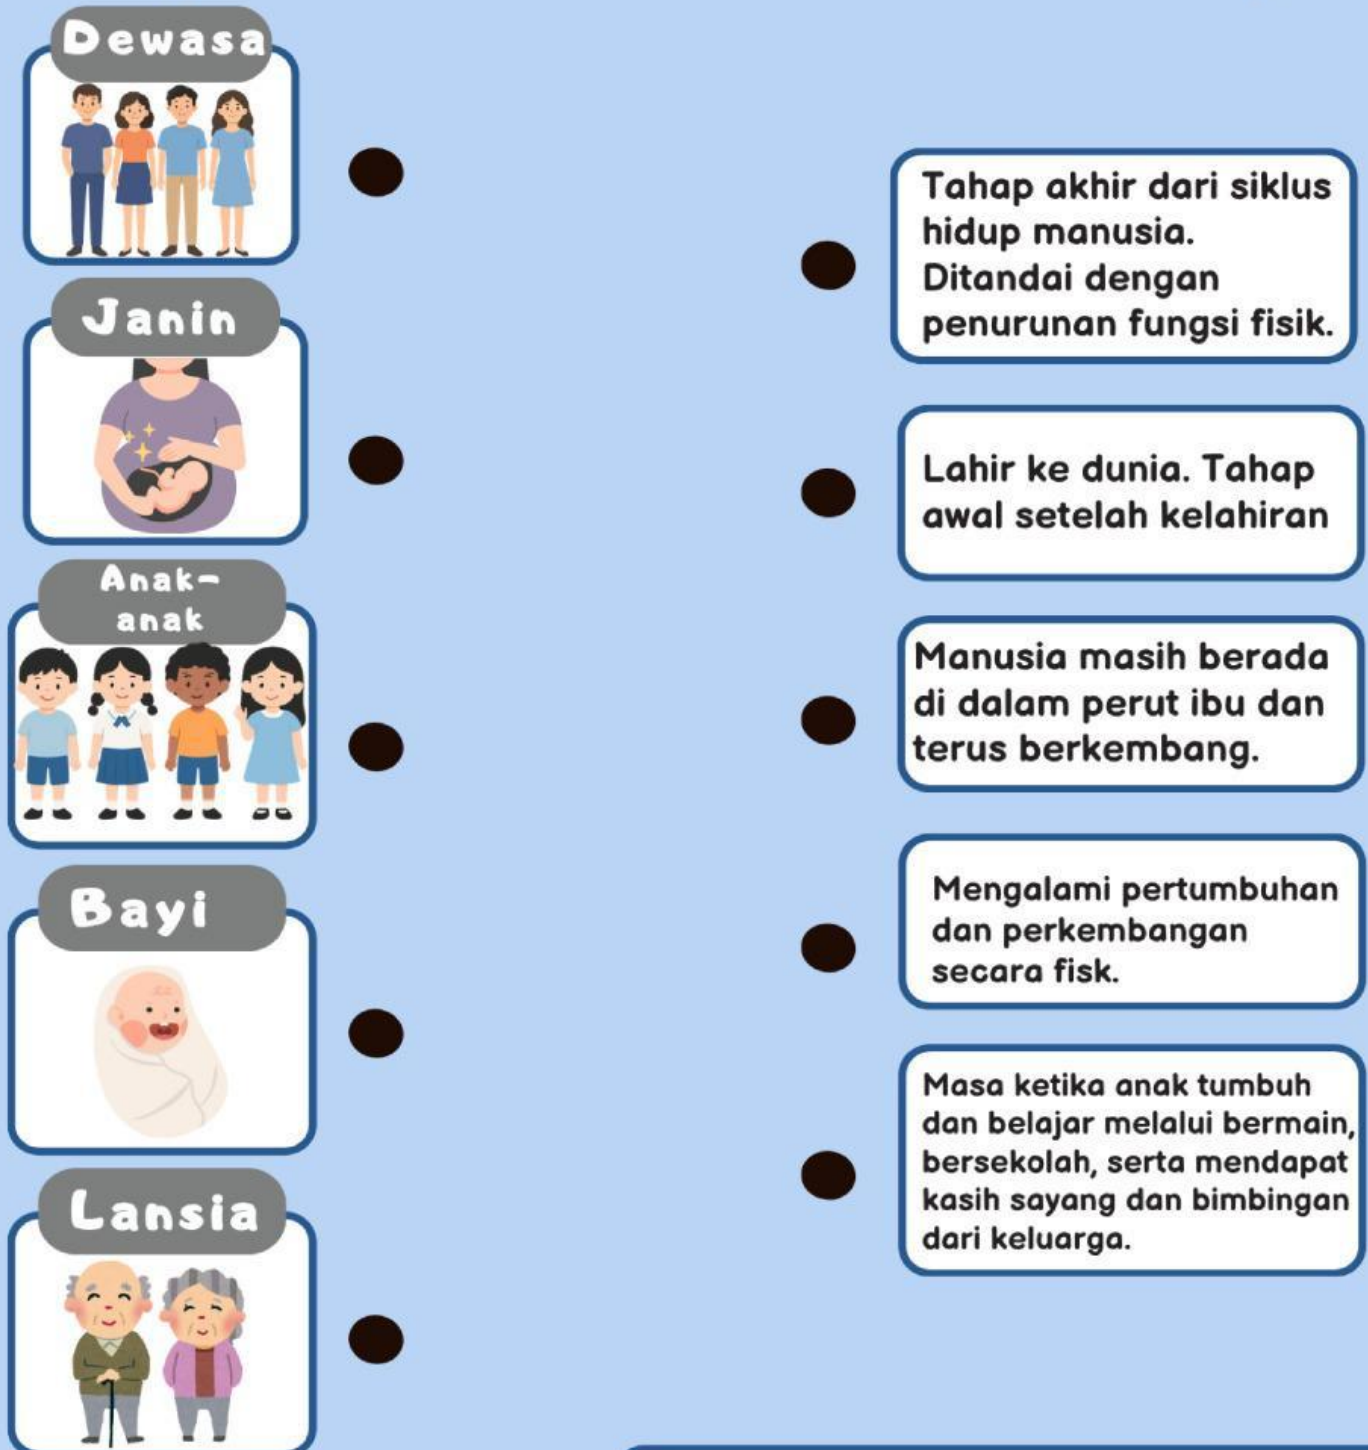 Dewasa
Janin
Anak-
anak
Bayi
Lansia
Tahap akhir dari siklus
hidup manusia.
Ditandai dengan
penurunan fungsi fisik.
Lahir ke dunia. Tahap
awal setelah kelahiran
Manusia masih berada
di dalam perut ibu dan
terus berkembang.
Mengalami pertumbuhan
dan perkembangan
secara fisk.
Masa ketika anak tumbuh
dan belajar melalui bermain,
bersekolah, serta mendapat
kasih sayang dan bimbingan
dari keluarga.